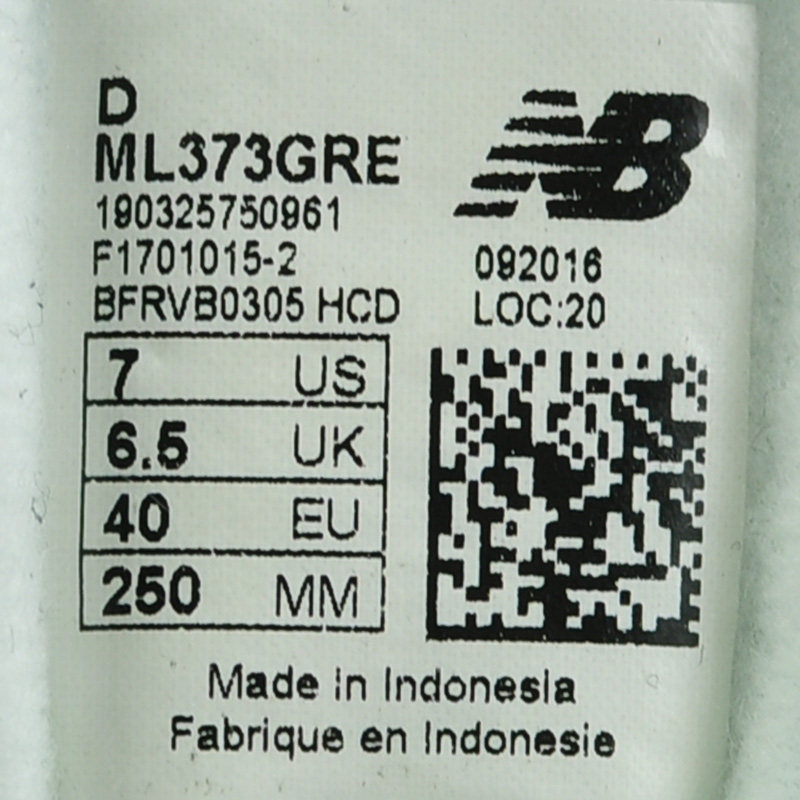 D
ML373GRE
190325750961
F1701015-2
BFRVB0305 HCD
NB
092016
LOC:20
7 US
6.5 UK
40 EU
250 MM
Made in Indonesia
Fabrique en Indonesie